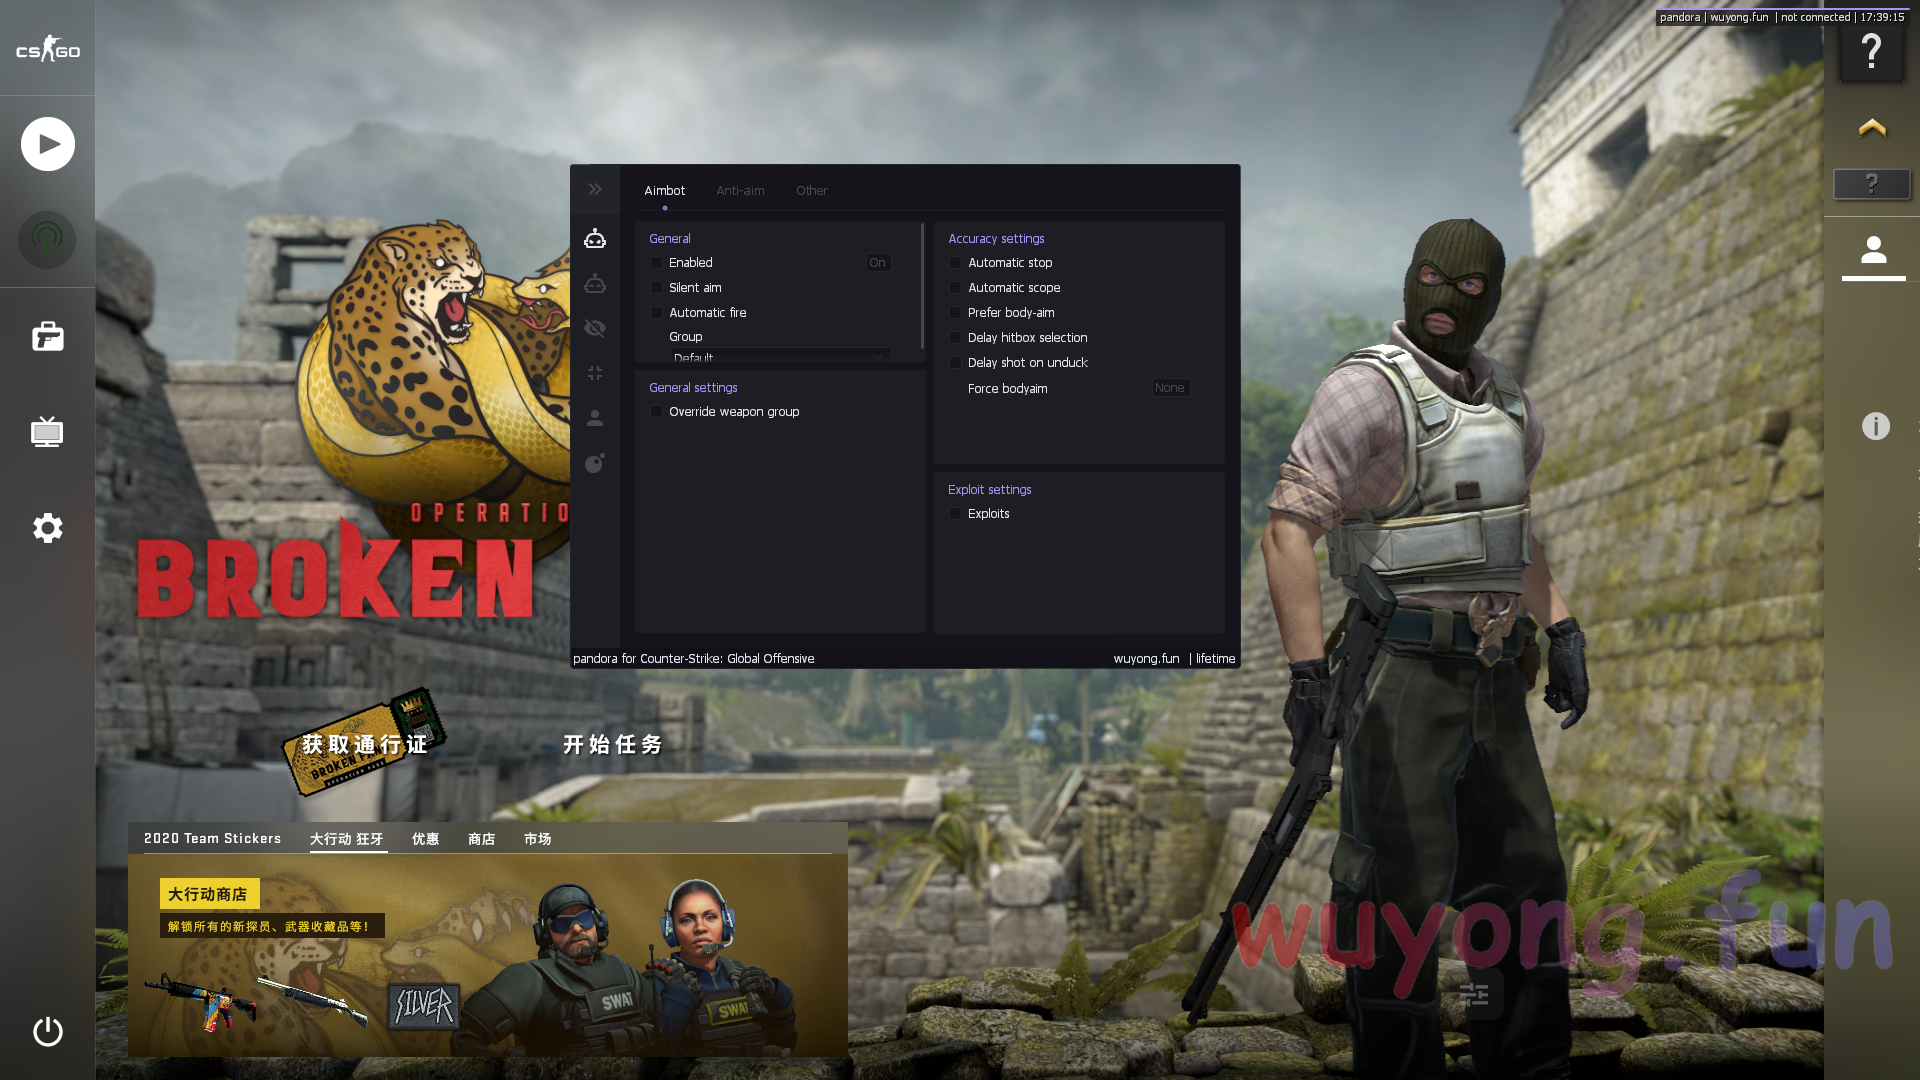 pandora | wuyong.fun | not connected | 17:39:15
CS GO
Aimbot
Anti-aim
Other
General
Enabled
On
Silent aim
Automatic fire
Group
Default
General settings
Override weapon group
Accuracy settings
Automatic stop
Automatic scope
Prefer body-aim
Delay hitbox selection
Delay shot on unduck
Force bodyaim
None
Exploit settings
Exploits
pandora for Counter-Strike: Global Offensive
wuyong.fun | lifetime
OPERATIO
BROKEN
获取通行证
BROKEN
OPERATION PASS
开始任务
2020 Team Stickers
大行动 狂牙
优惠
商店
市场
大行动商店
解锁所有的新探员、武器收藏品等!
SILVER
SWAT
SWAT
wuyong.fun